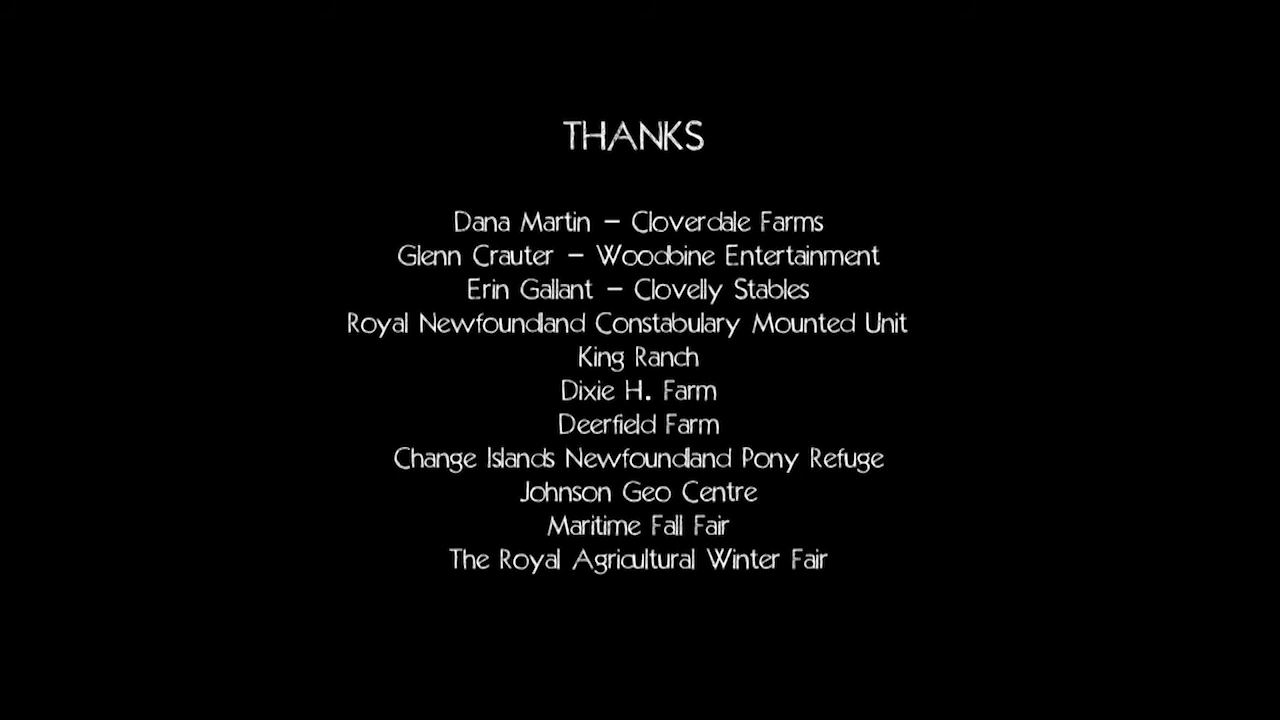 THANKS
Dana Martin - Cloverdale Farms
Glenn Crauter - Woodbine Entertainment
Erin Gallant - Clovelly Stables
Royal Newfoundland Constabulary Mounted Unit
King Ranch
Dixie H. Farm
Deerfield Farm
Change Islands Newfoundland Pony Refuge
Johnson Geo Centre
Maritime Fall Fair
The Royal Agricultural Winter Fair